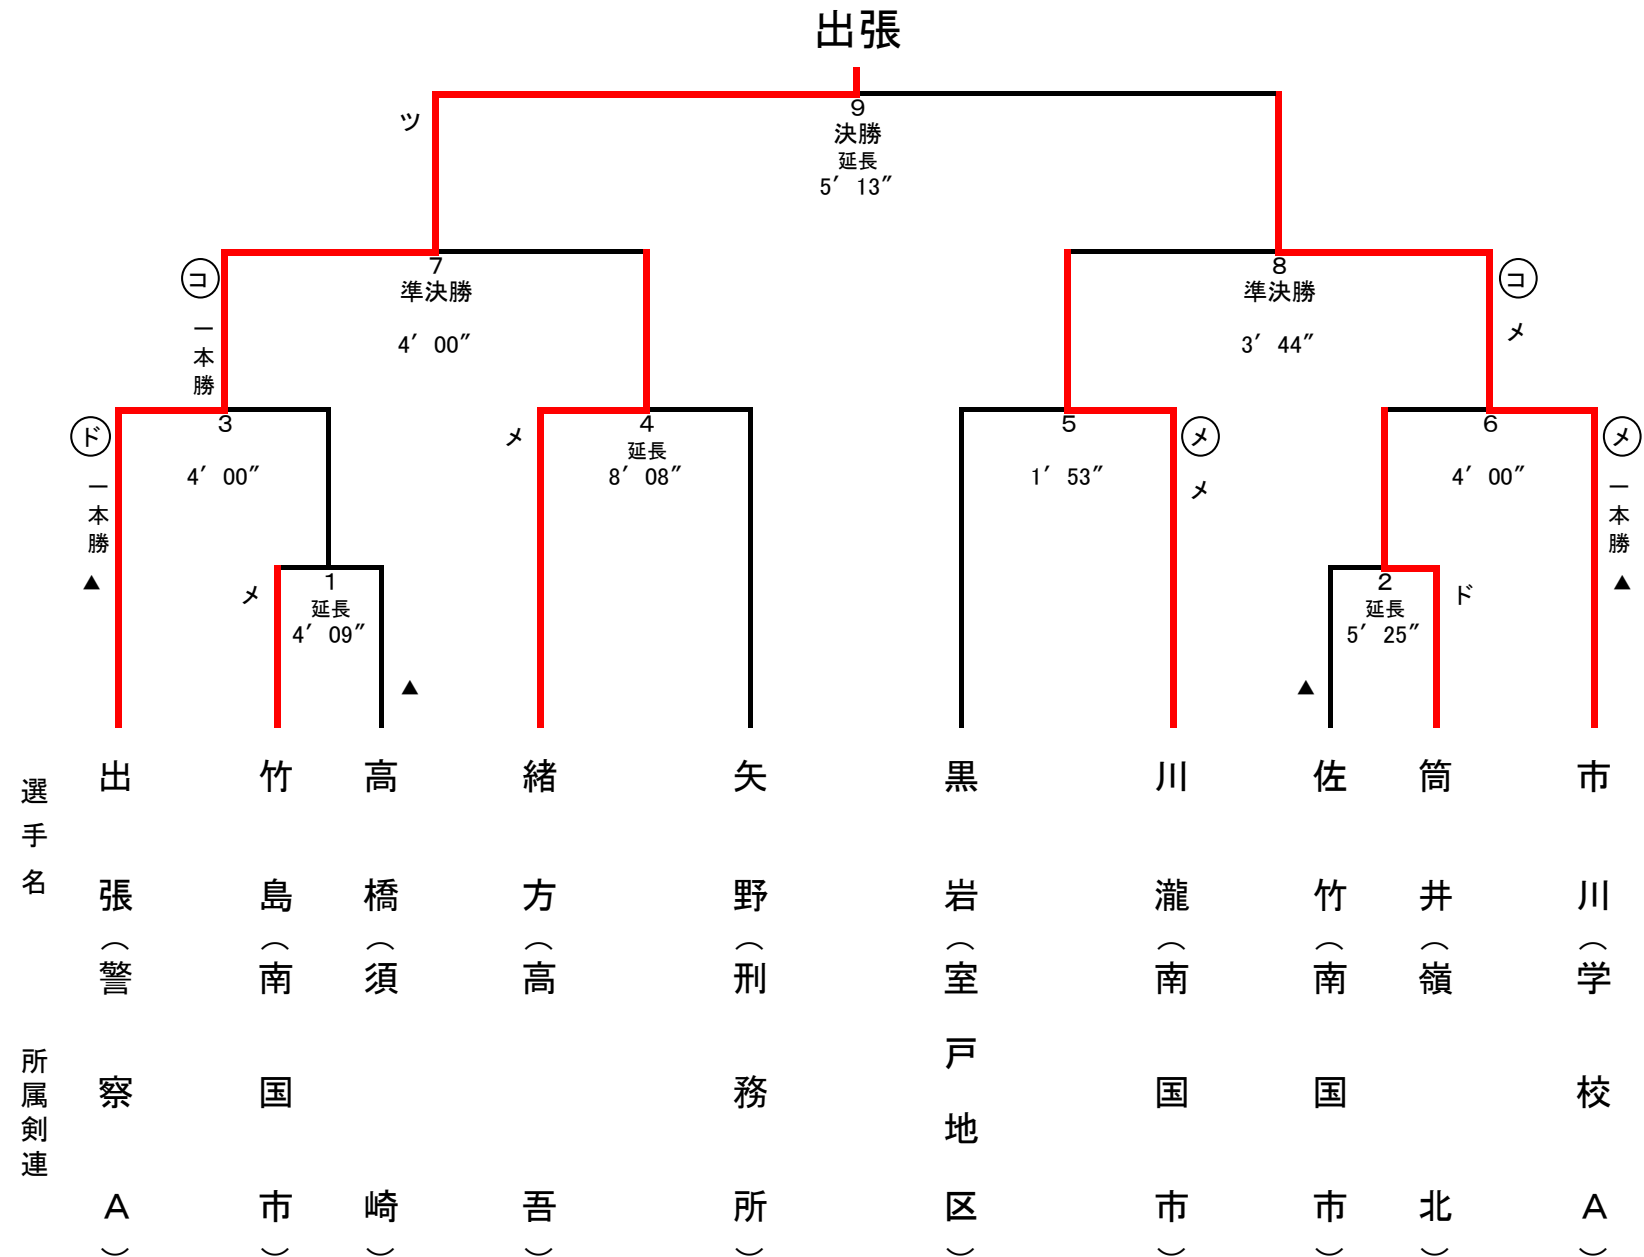 出張
ツ
9
決勝
延長
5′ 13″
コ
一本勝
7
準決勝
4′ 00″
8
準決勝
3′ 44″
コ
メ
ド
一本勝
▲
3
4′ 00″
メ
4
延長
8′ 08″
5
1′ 53″
メ
メ
6
4′ 00″
メ
一本勝
▲
メ
1
延長
4′ 09″
▲
▲
2
延長
5′ 25″
ド
選手名
所属剣連
出張（警察A）
竹島（南国市）
高橋（須崎）
緒方（高吾）
矢野（刑務所）
黒岩（室戸地区）
川瀧（南国市）
佐竹（南国市）
筒井（嶺北）
市川（学校A）